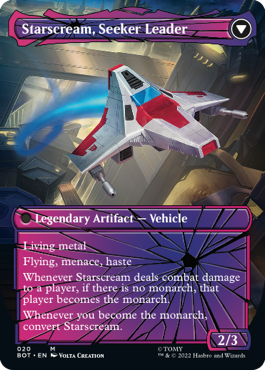 Starscream, Seeker Leader
Legendary Artifact — Vehicle
Living metal
Flying, menace, haste
Whenever Starscream deals combat damage
to a player, if there is no monarch, that
player becomes the monarch.
Whenever you become the monarch,
convert Starscream.
2/3
020 M
BOT • EN VOLTA CREATION
© TOMY
™ & © 2022 Hasbro and Wizards